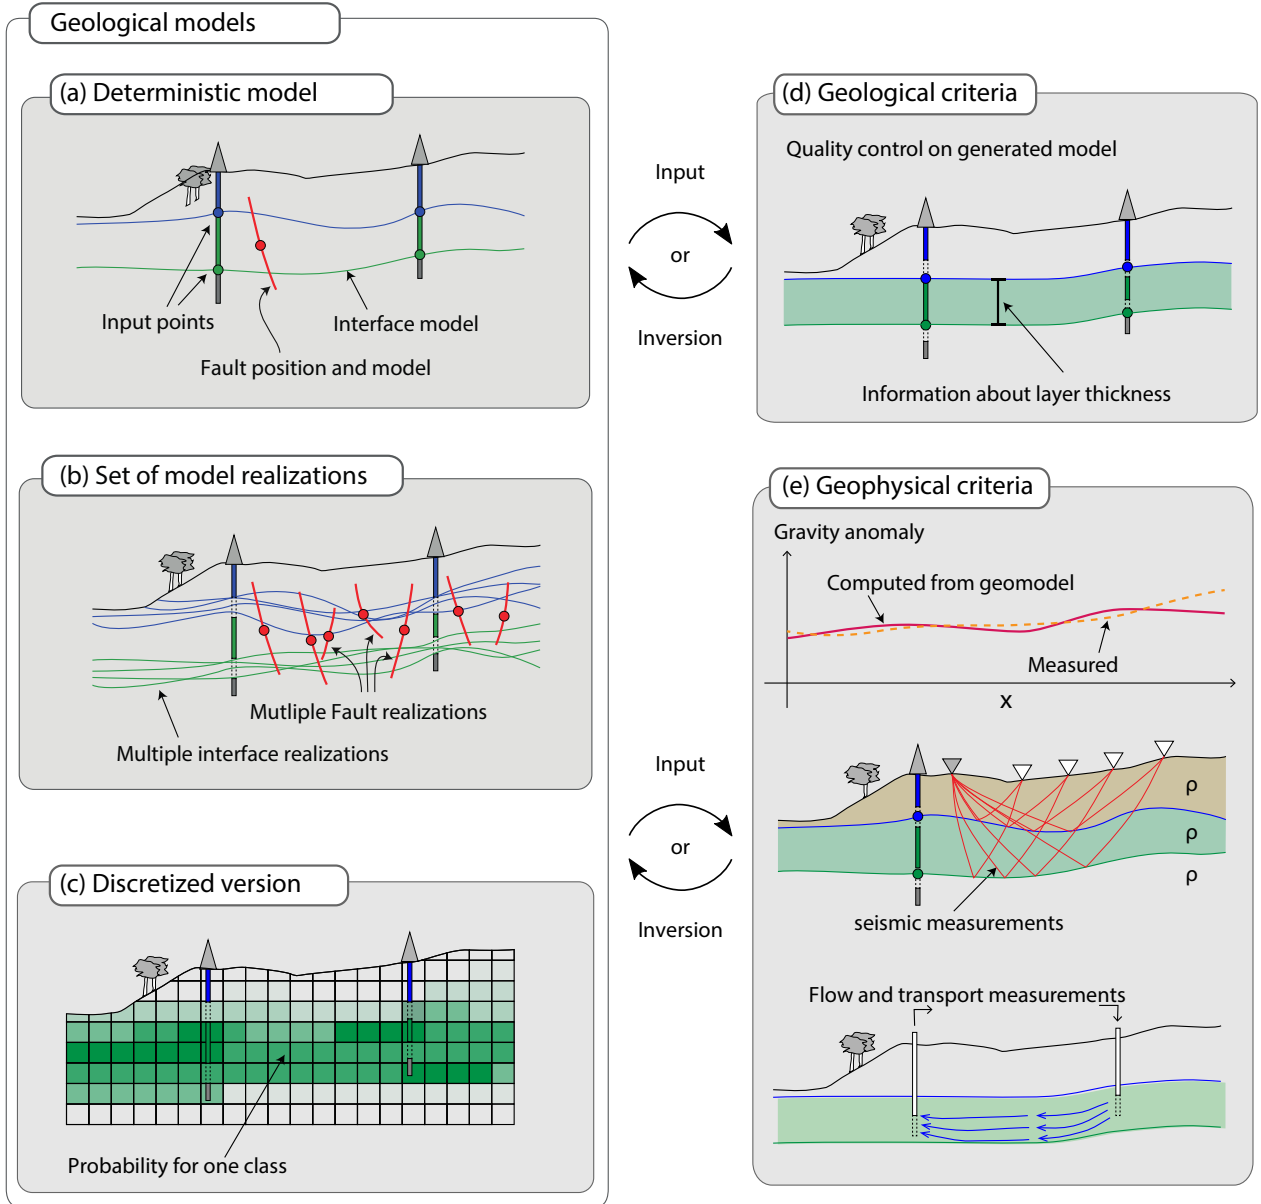 Geological models
(a) Deterministic model
Input points
Interface model
Fault position and model
(b) Set of model realizations
Mutliple Fault realizations
Multiple interface realizations
(c) Discretized version
Probability for one class
Input
or
Inversion
Input
or
Inversion
(d) Geological criteria
Quality control on generated model
Information about layer thickness
(e) Geophysical criteria
Gravity anomaly
Computed from geomodel
Measured
x
ρ
ρ
ρ
seismic measurements
Flow and transport measurements